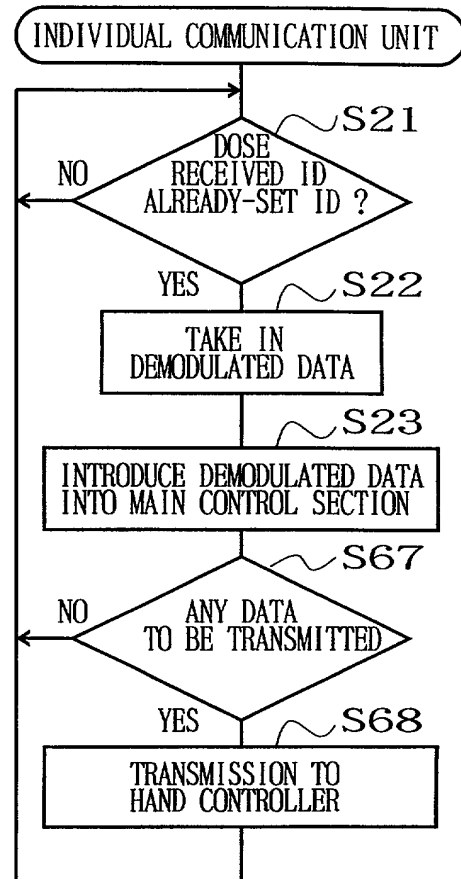 INDIVIDUAL COMMUNICATION UNIT
S21
DOSE
RECEIVED ID
ALREADY-SET ID ?
NO
YES
S22
TAKE IN
DEMODULATED DATA
S23
INTRODUCE DEMODULATED DATA
INTO MAIN CONTROL SECTION
S67
NO
ANY DATA
TO BE TRANSMITTED
YES
S68
TRANSMISSION TO
HAND CONTROLLER